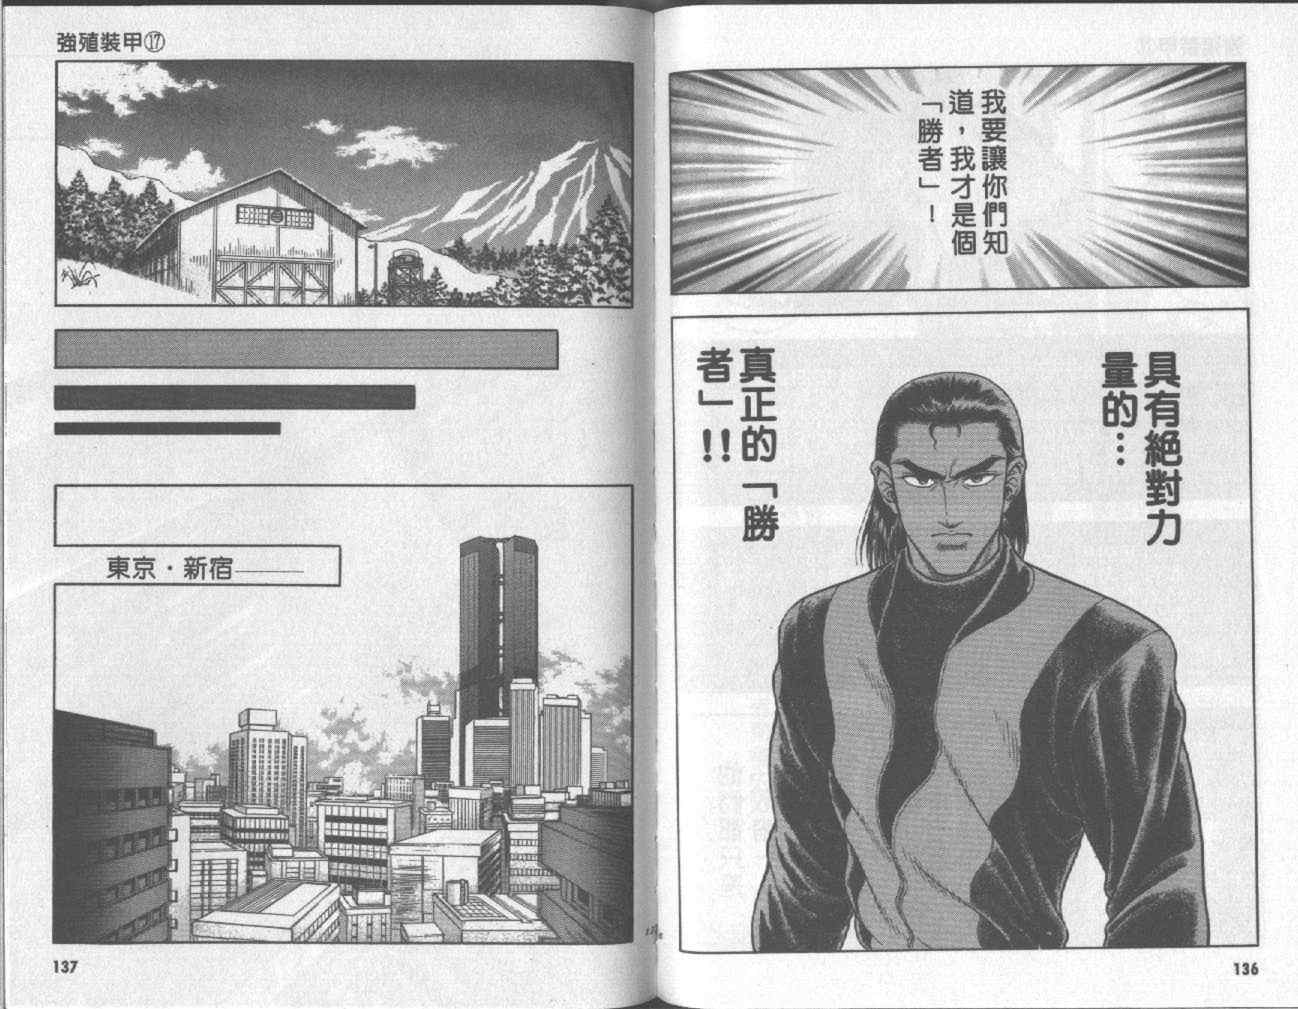 我要讓你們知
道，我才是個
「勝者」！
具有絕對力
量的…
真正的「勝
者」!!
136
強殖裝甲⑰
東京・新宿———
137